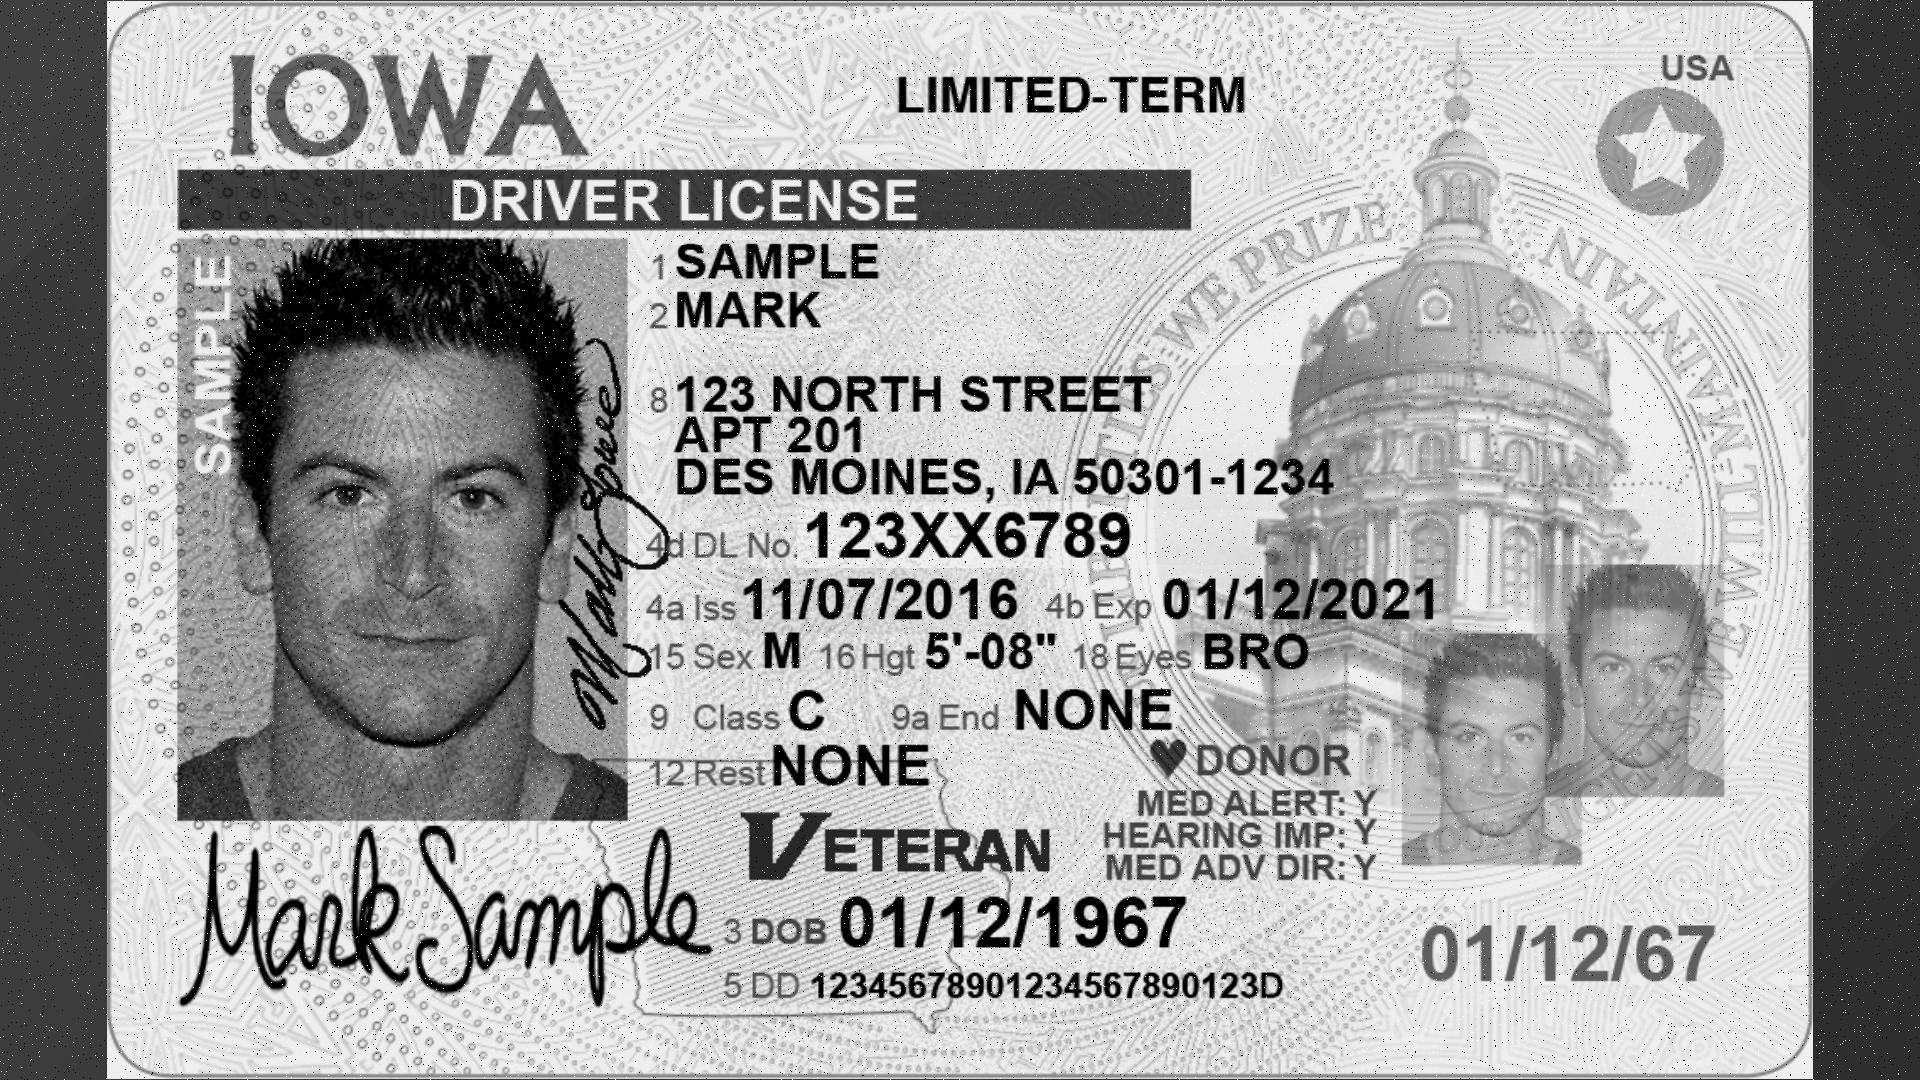 IOWA
LIMITED-TERM
USA
DRIVER LICENSE
SAMPLE
1 SAMPLE
2 MARK
8 123 NORTH STREET
APT 201
DES MOINES, IA 50301-1234
4d DL No. 123XX6789
4a Iss 11/07/2016 4b Exp 01/12/2021
15 Sex M 16 Hgt 5'-08" 18 Eyes BRO
9 Class C 9a End NONE
12 Rest NONE
DONOR
MED ALERT: Y
HEARING IMP: Y
MED ADV DIR: Y
VETERAN
Mark Sample
3 DOB 01/12/1967
01/12/67
5 DD 12345678901234567890123D
WE PRIZE
WE WILL MAINTAIN